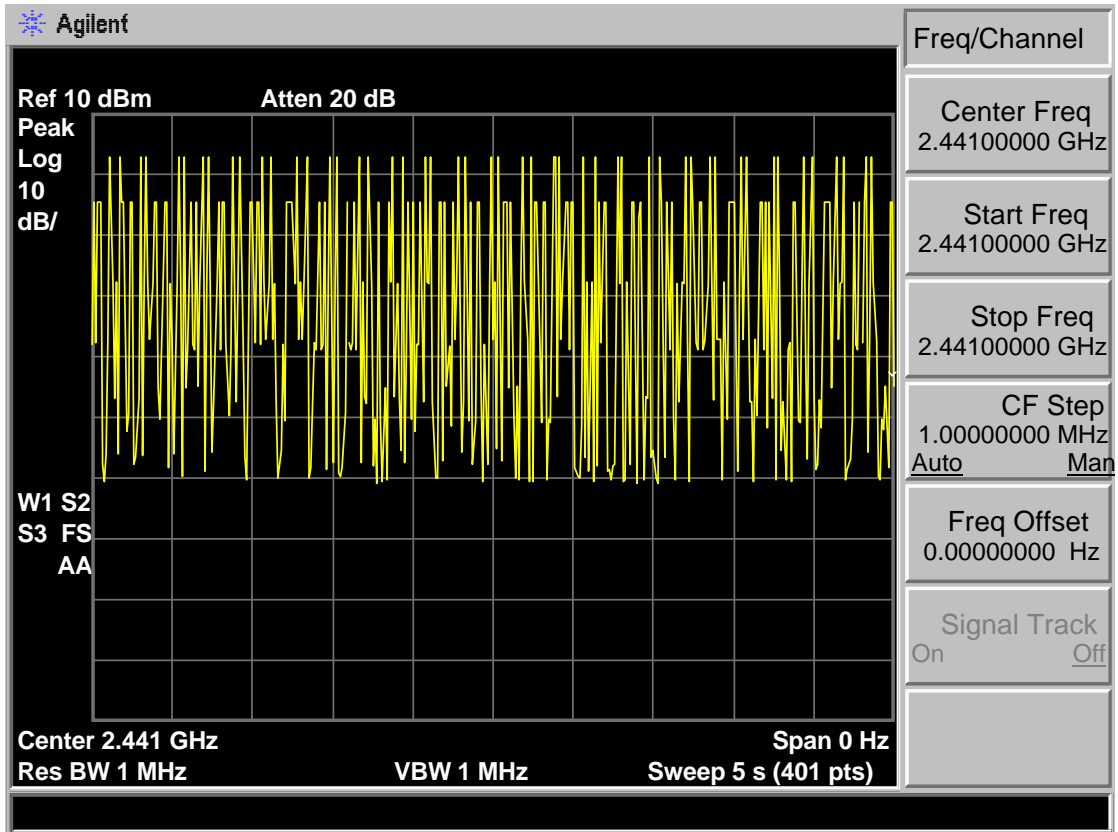 Agilent
Freq/Channel
Ref 10 dBm Atten 20 dB
Peak
Log
10
dB/
W1 S2
S3 FS
AA
Center 2.441 GHz Span 0 Hz
Res BW 1 MHz VBW 1 MHz Sweep 5 s (401 pts)
Center Freq
2.44100000 GHz
Start Freq
2.44100000 GHz
Stop Freq
2.44100000 GHz
CF Step
1.00000000 MHz
Auto Man
Freq Offset
0.00000000 Hz
Signal Track
On Off